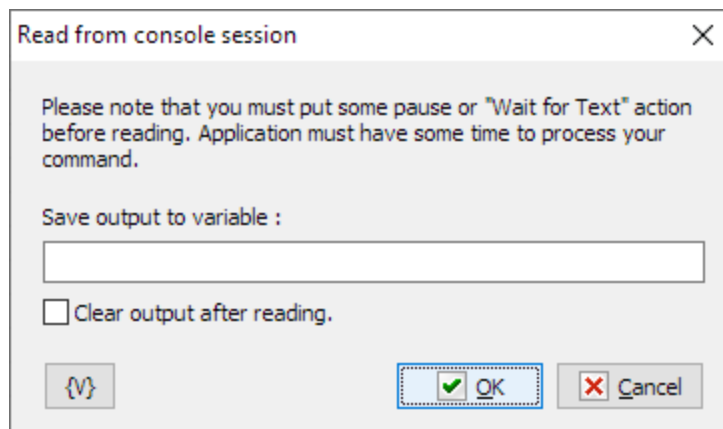 Read from console session
Please note that you must put some pause or "Wait for Text" action
before reading. Application must have some time to process your
command.
Save output to variable :
Clear output after reading.
{V}
OK
Cancel